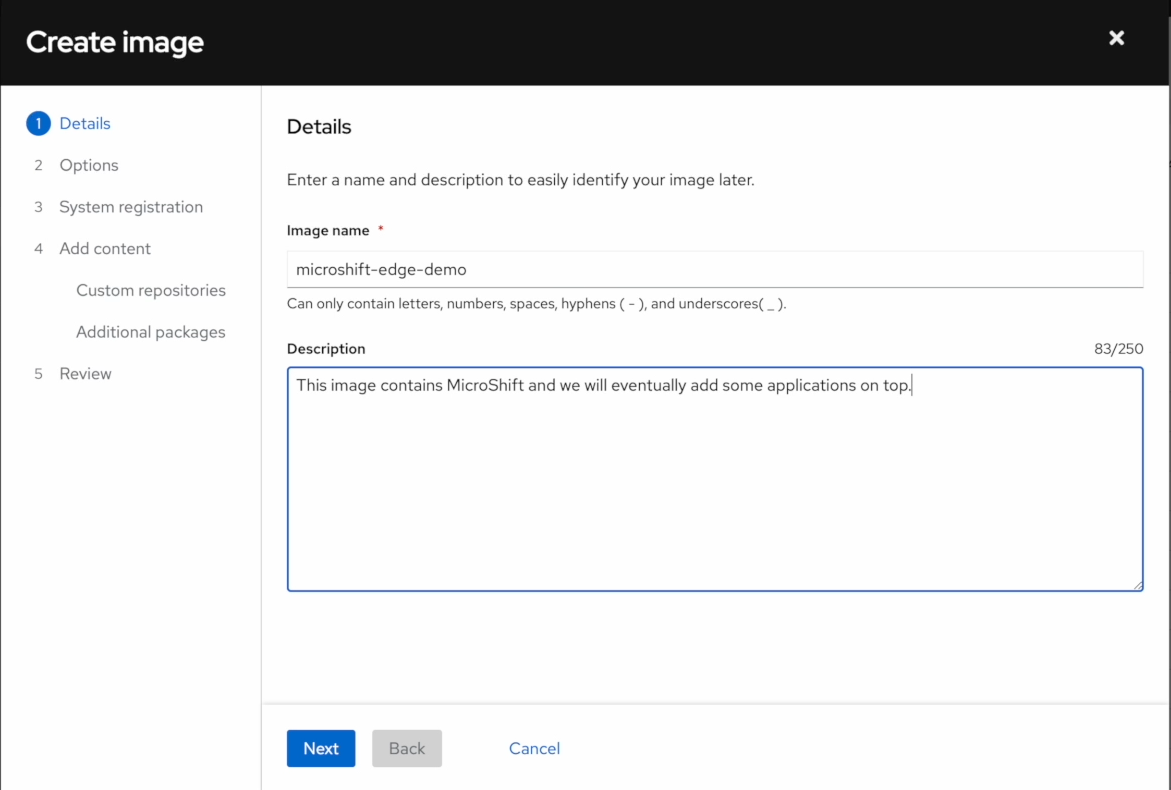 Create image
1 Details
2 Options
3 System registration
4 Add content
Custom repositories
Additional packages
5 Review
Details
Enter a name and description to easily identify your image later.
Image name *
microshift-edge-demo
Can only contain letters, numbers, spaces, hyphens ( - ), and underscores( _ ).
Description 83/250
This image contains MicroShift and we will eventually add some applications on top.
Next Back Cancel